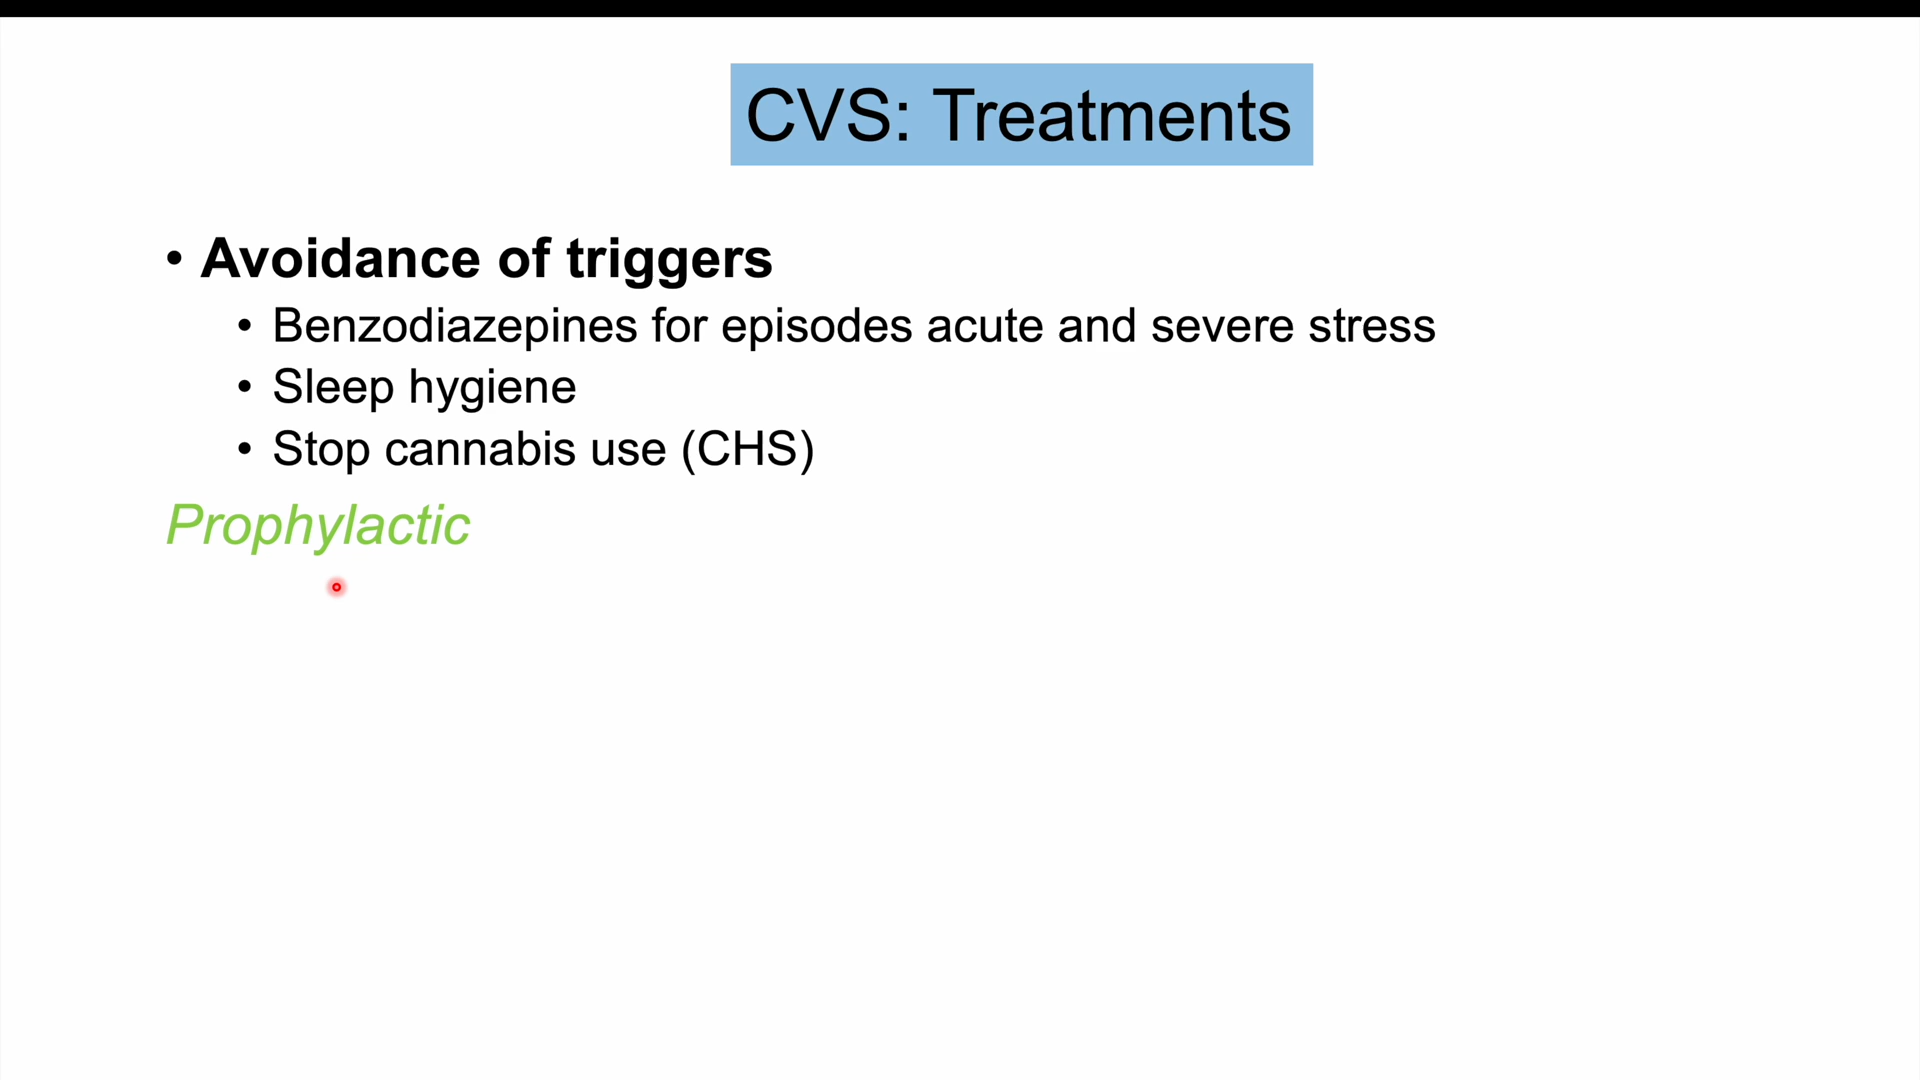 CVS: Treatments
• Avoidance of triggers
• Benzodiazepines for episodes acute and severe stress
• Sleep hygiene
• Stop cannabis use (CHS)
Prophylactic